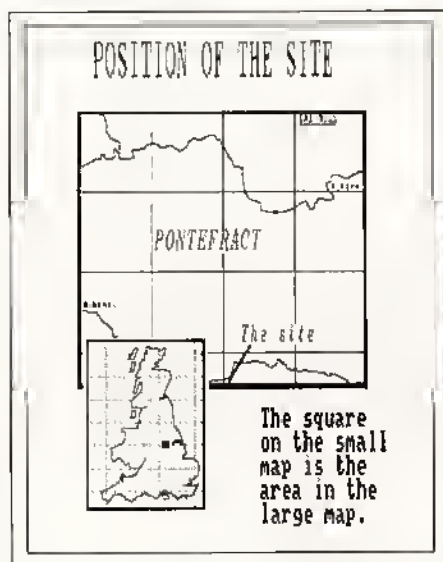 POSITION OF THE SITE
PONTEFRACT
The site
The square
on the small
map is the
area in the
large map.